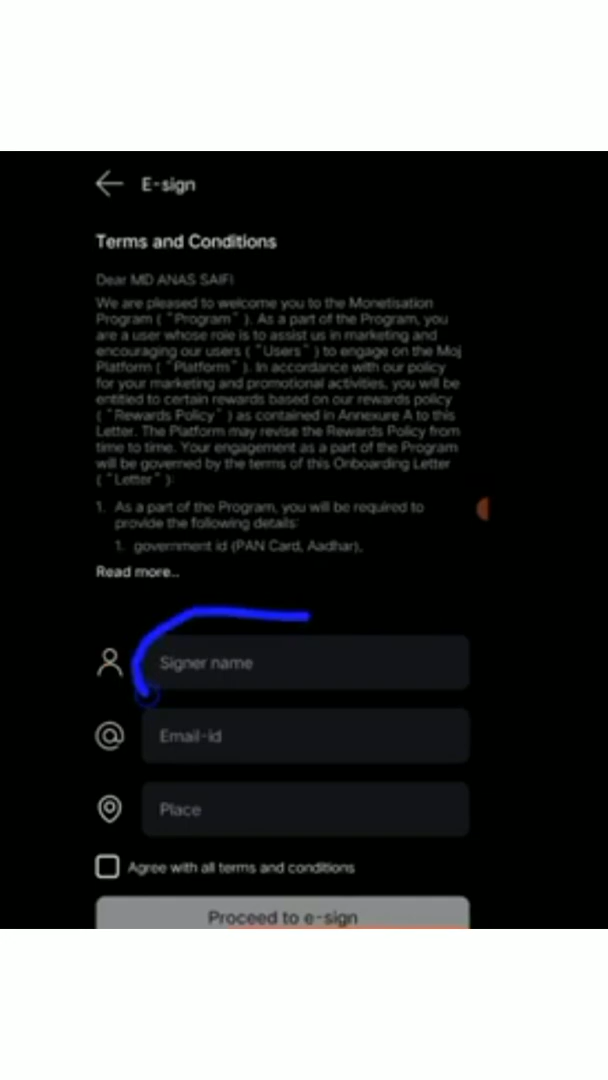 E-sign
Terms and Conditions
Dear MD ANAS SAIFI
We are pleased to welcome you to the Monetisation
Program ( "Program" ). As a part of the Program, you
are a user whose role is to assist us in marketing and
encouraging our users ( "Users" ) to engage on the Moj
Platform ( "Platform" ). In accordance with our policy
for your marketing and promotional activities, you will be
entitled to certain rewards based on our rewards policy
( "Rewards Policy" ) as contained in Annexure A to this
Letter. The Platform may revise the Rewards Policy from
time to time. Your engagement as a part of the Program
will be governed by the terms of this Onboarding Letter
( "Letter" ):
1. As a part of the Program, you will be required to
provide the following details:
1. government id (PAN Card, Aadhar),
Read more..
Signer name
Email-id
Place
Agree with all terms and conditions
Proceed to e-sign